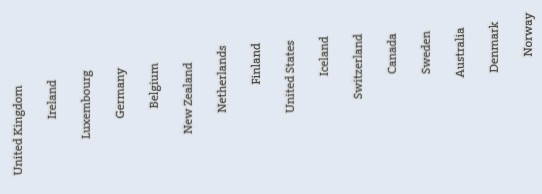 United Kingdom
Ireland
Luxembourg
Germany
Belgium
New Zealand
Netherlands
Finland
United States
Iceland
Switzerland
Canada
Sweden
Australia
Denmark
Norway